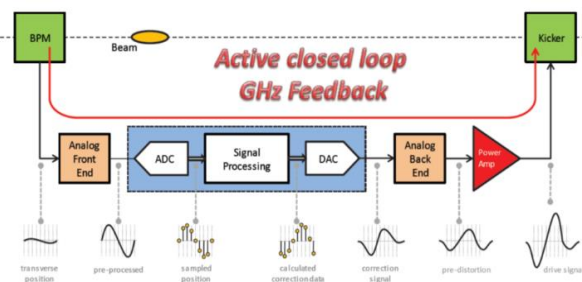 BPM
Beam
Kicker
Active closed loop
GHz Feedback
Analog
Front
End
ADC
Signal
Processing
DAC
Analog
Back
End
Power
Amp
transverse
position
pre-processed
sampled
position
calculated
correction data
correction
signal
pre-distortion
drive signal